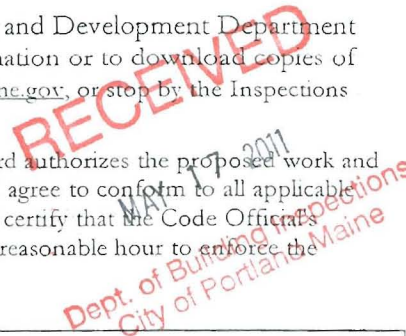 and Development Department
ation or to download copies of
ne.gov, or stop by the Inspections
RECEIVED
rd authorizes the proposed work and
agree to conform to all applicable
certify that the Code Official's
reasonable hour to enforce the
MAY 17 2011
Dept. of Building Inspections
City of Portland Maine